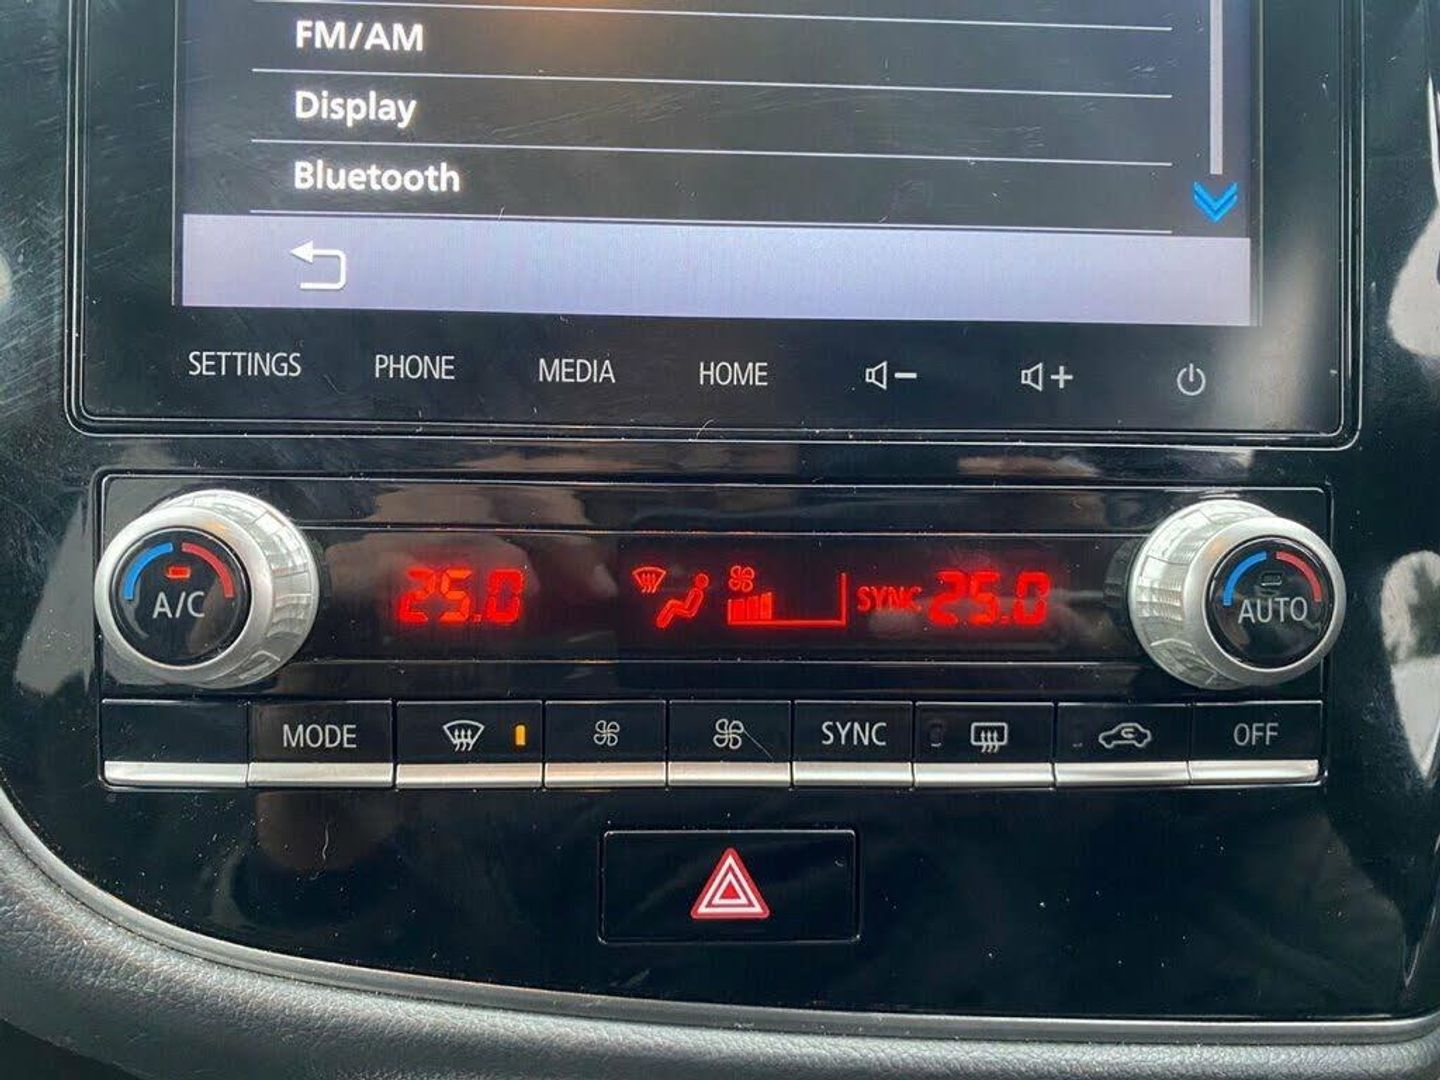 FM/AM
Display
Bluetooth
SETTINGS PHONE MEDIA HOME
A/C 25.0 SYNC 25.0 AUTO
MODE SYNC OFF